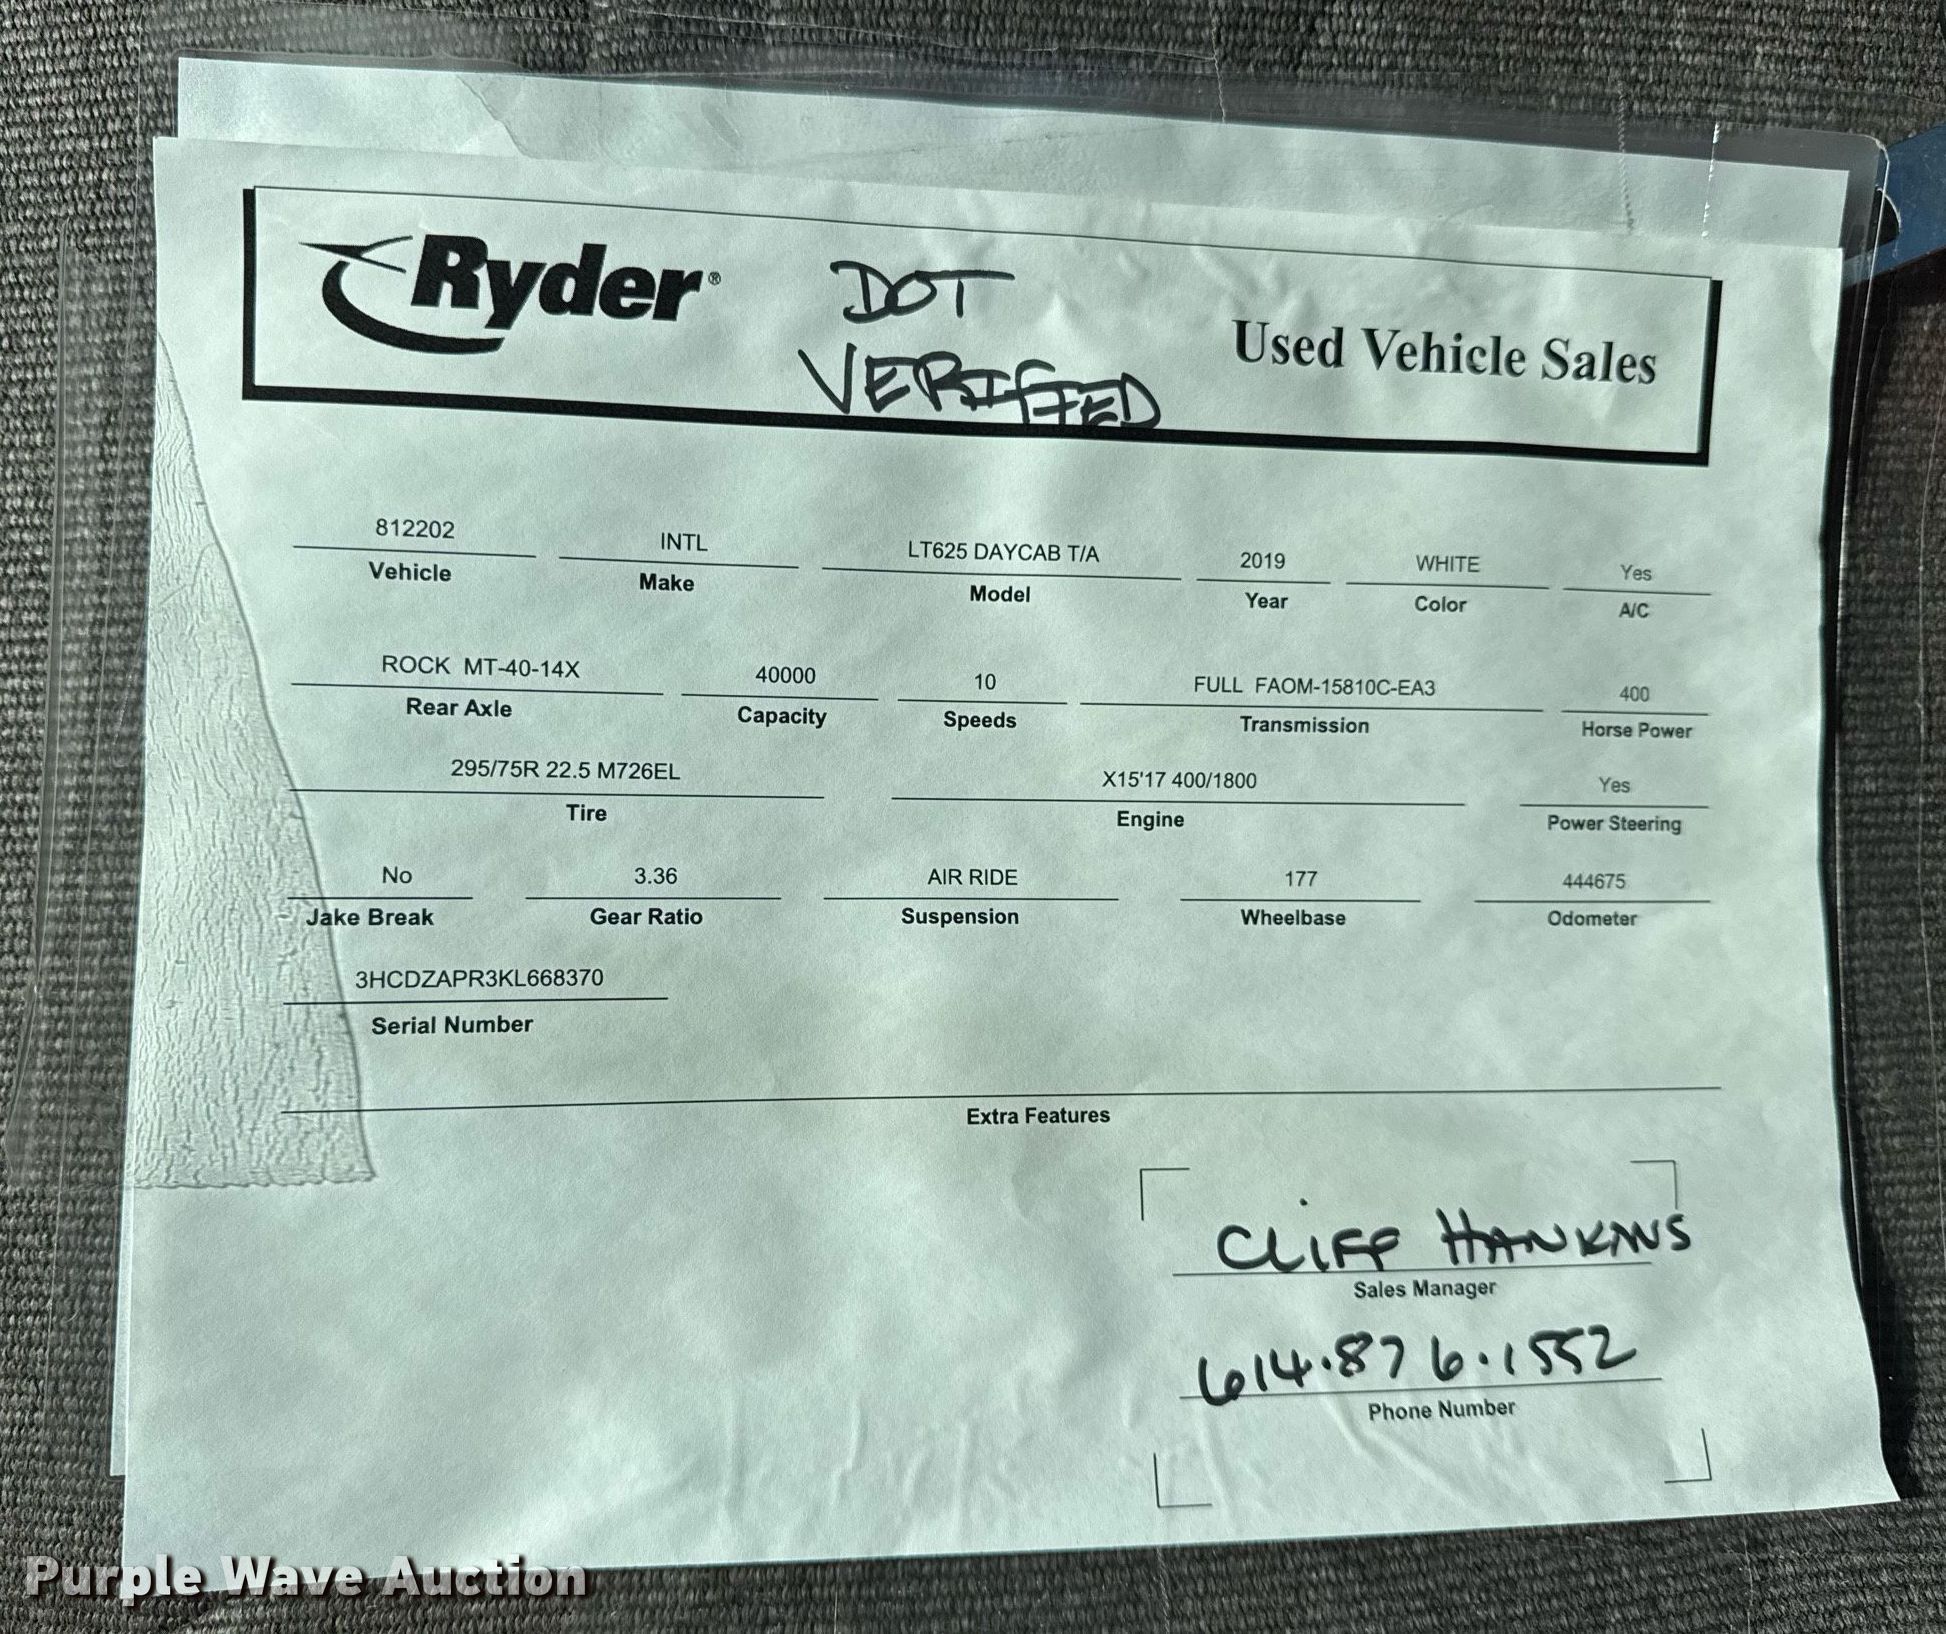 Ryder® DOT
VERIFIED
Used Vehicle Sales
812202 INTL LT625 DAYCAB T/A 2019 WHITE Yes
Vehicle Make Model Year Color A/C
ROCK MT-40-14X 40000 10 FULL FAOM-15810C-EA3 400
Rear Axle Capacity Speeds Transmission Horse Power
295/75R 22.5 M726EL X15'17 400/1800 Yes
Tire Engine Power Steering
No 3.36 AIR RIDE 177 444675
Jake Break Gear Ratio Suspension Wheelbase Odometer
3HCDZAPR3KL668370
Serial Number
Extra Features
CLIFF HANKINS
Sales Manager
614.876.1552
Phone Number
Purple Wave Auction